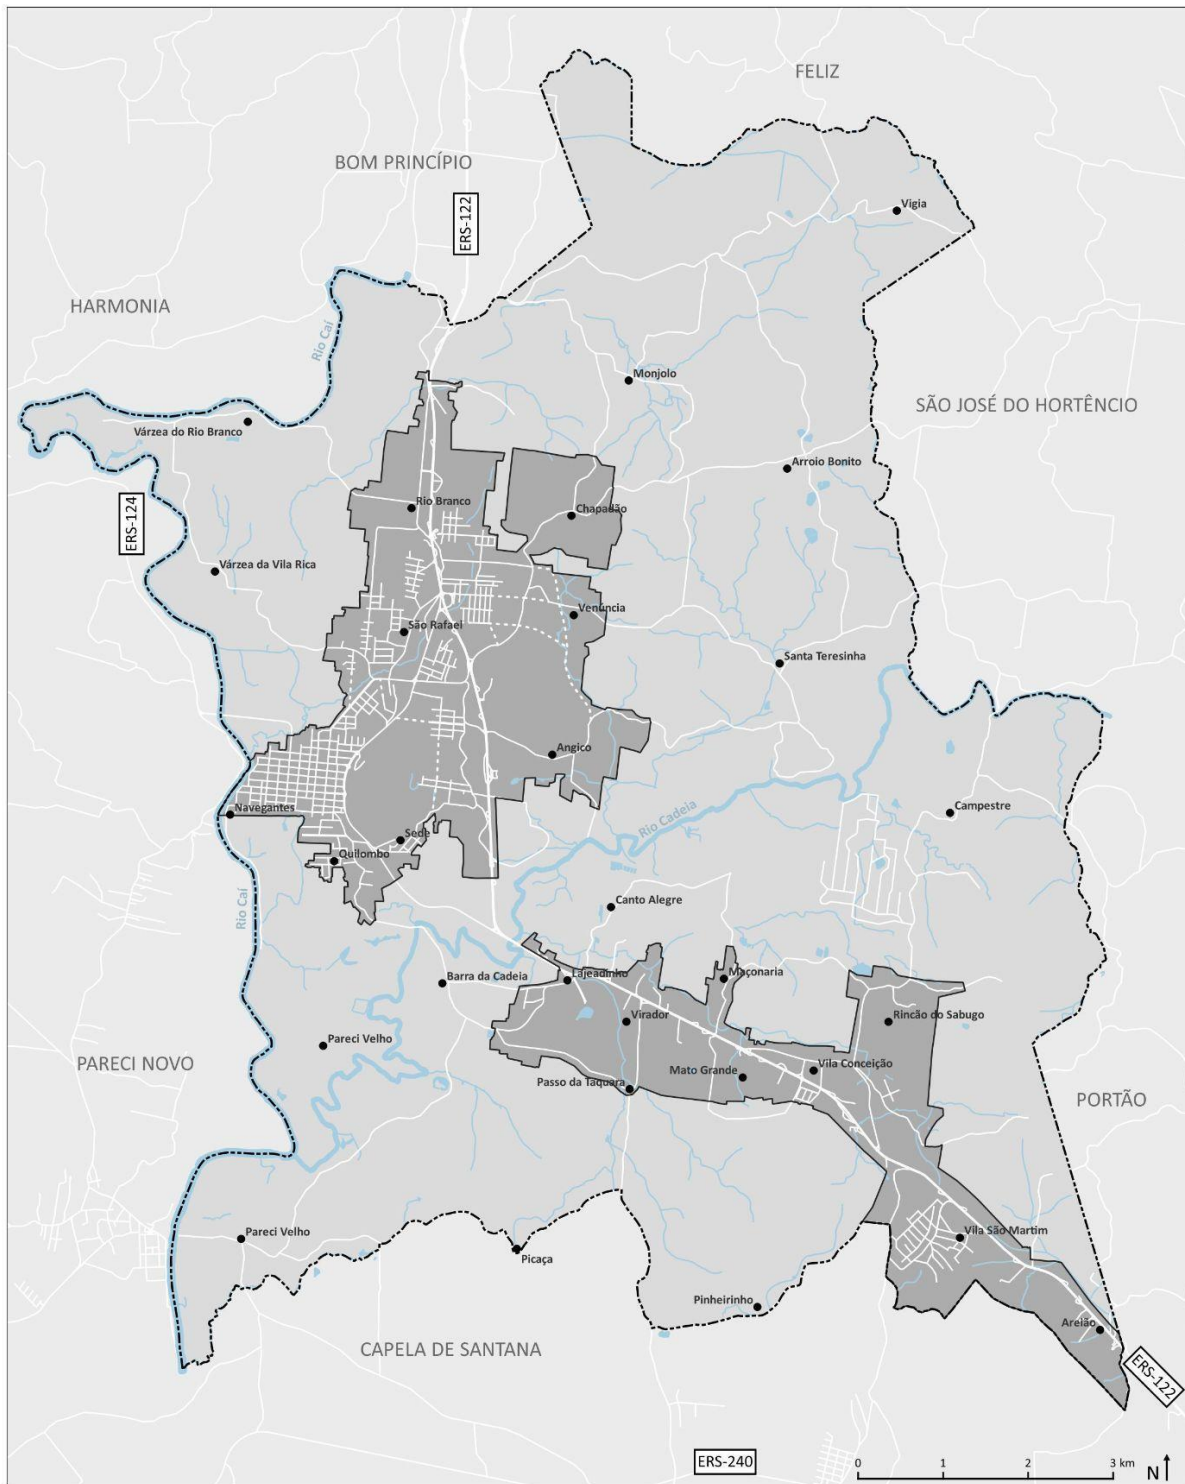 FELIZ
BOM PRINCÍPIO
ERS-122
Vigia
HARMONIA
Rio Caí
Monjolo
SÃO JOSÉ DO HORTÊNCIO
Várzea do Rio Branco
Arroio Bonito
ERS-124
Rio Branco
Chapadão
Várzea da Vila Rica
Venúncia
São Rafael
Santa Teresinha
Angico
Navegantes
Rio Cadeia
Campestre
Sede
Quilombo
Rio Caí
Canto Alegre
Barra da Cadeia
Lajeadinho
Maçonaria
Virador
Rincão do Sabugo
Pareci Velho
PARECI NOVO
Mato Grande
Vila Conceição
Passo da Taquara
PORTÃO
Pareci Velho
Vila São Martim
Picaça
Pinheirinho
Areião
CAPELA DE SANTANA
ERS-122
ERS-240
0 1 2 3 km
N